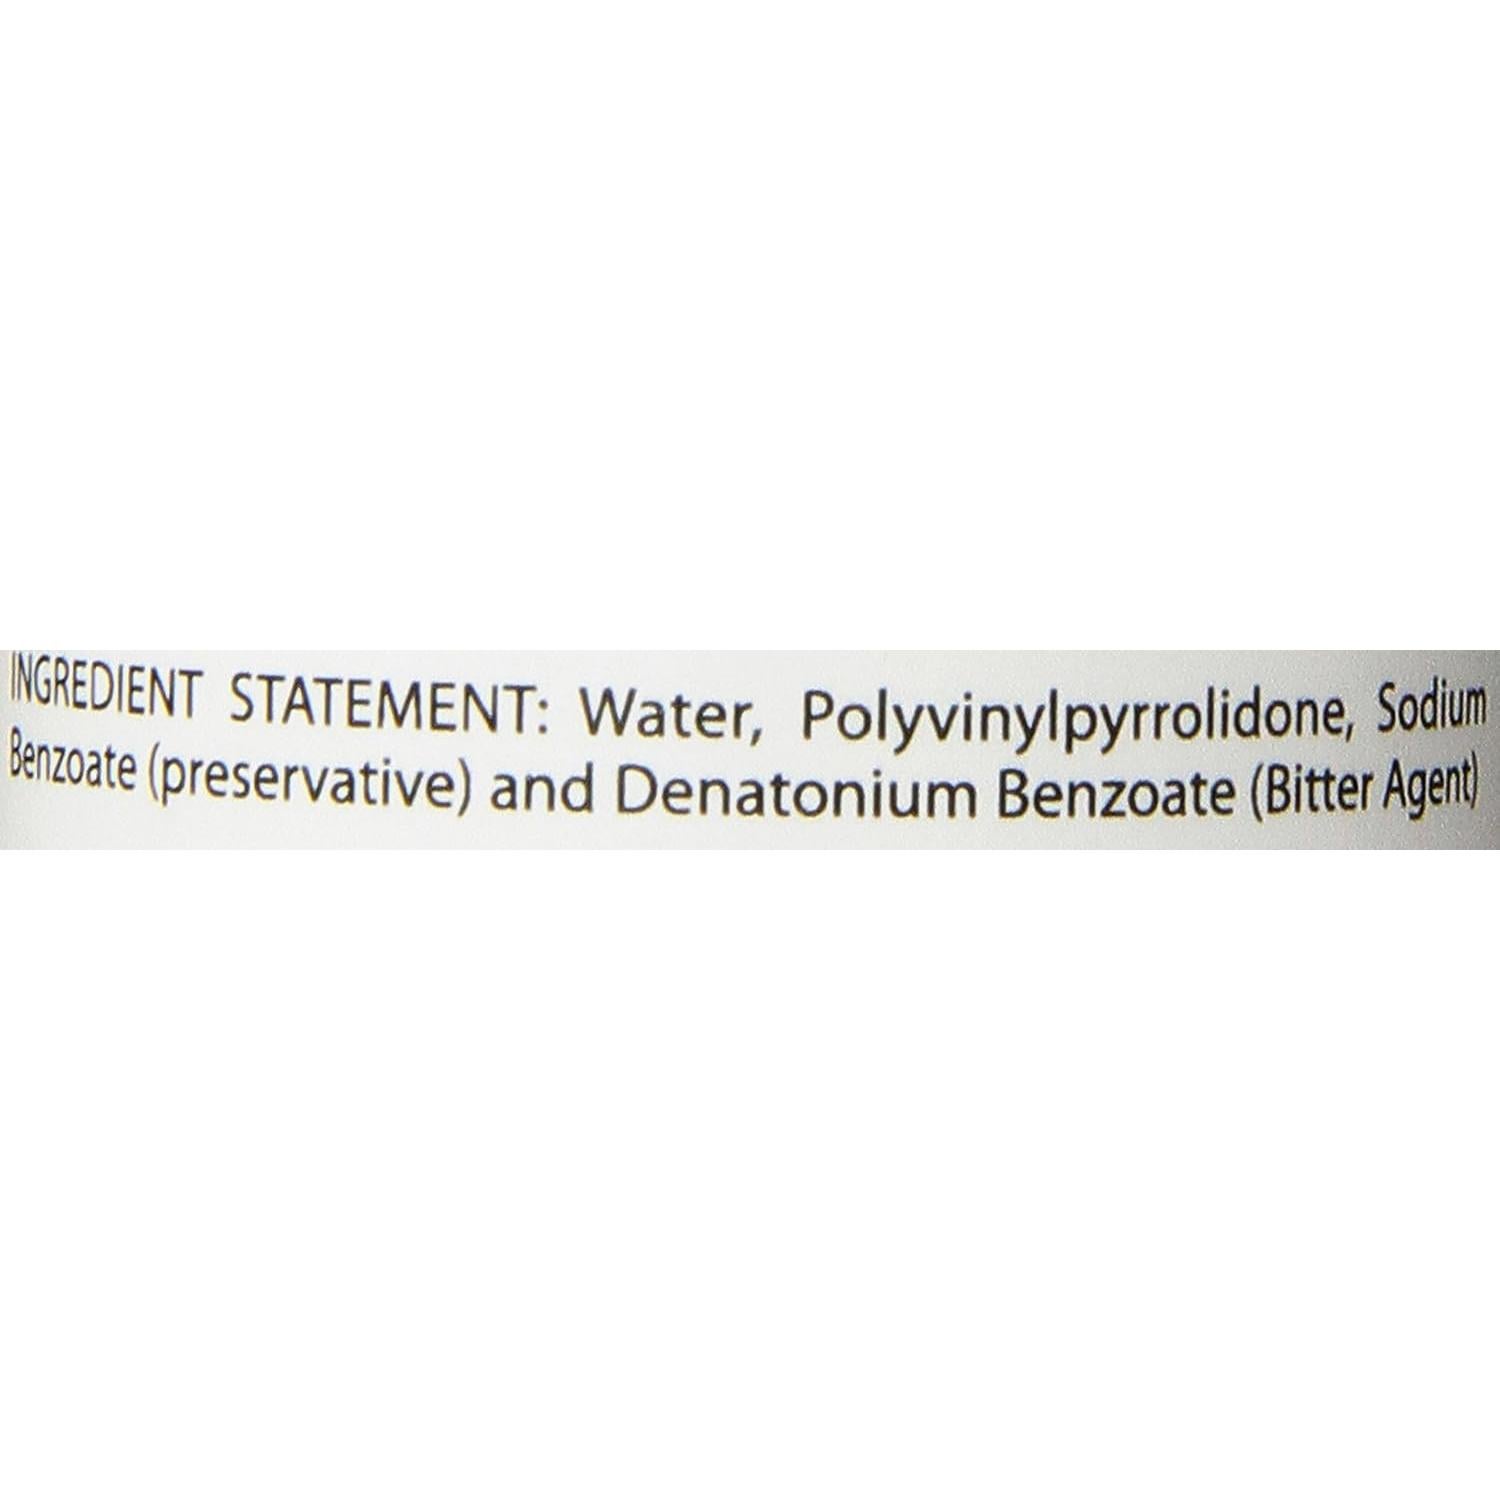 INGREDIENT STATEMENT: Water, Polyvinylpyrrolidone, Sodium
Benzoate (preservative) and Denatonium Benzoate (Bitter Agent)